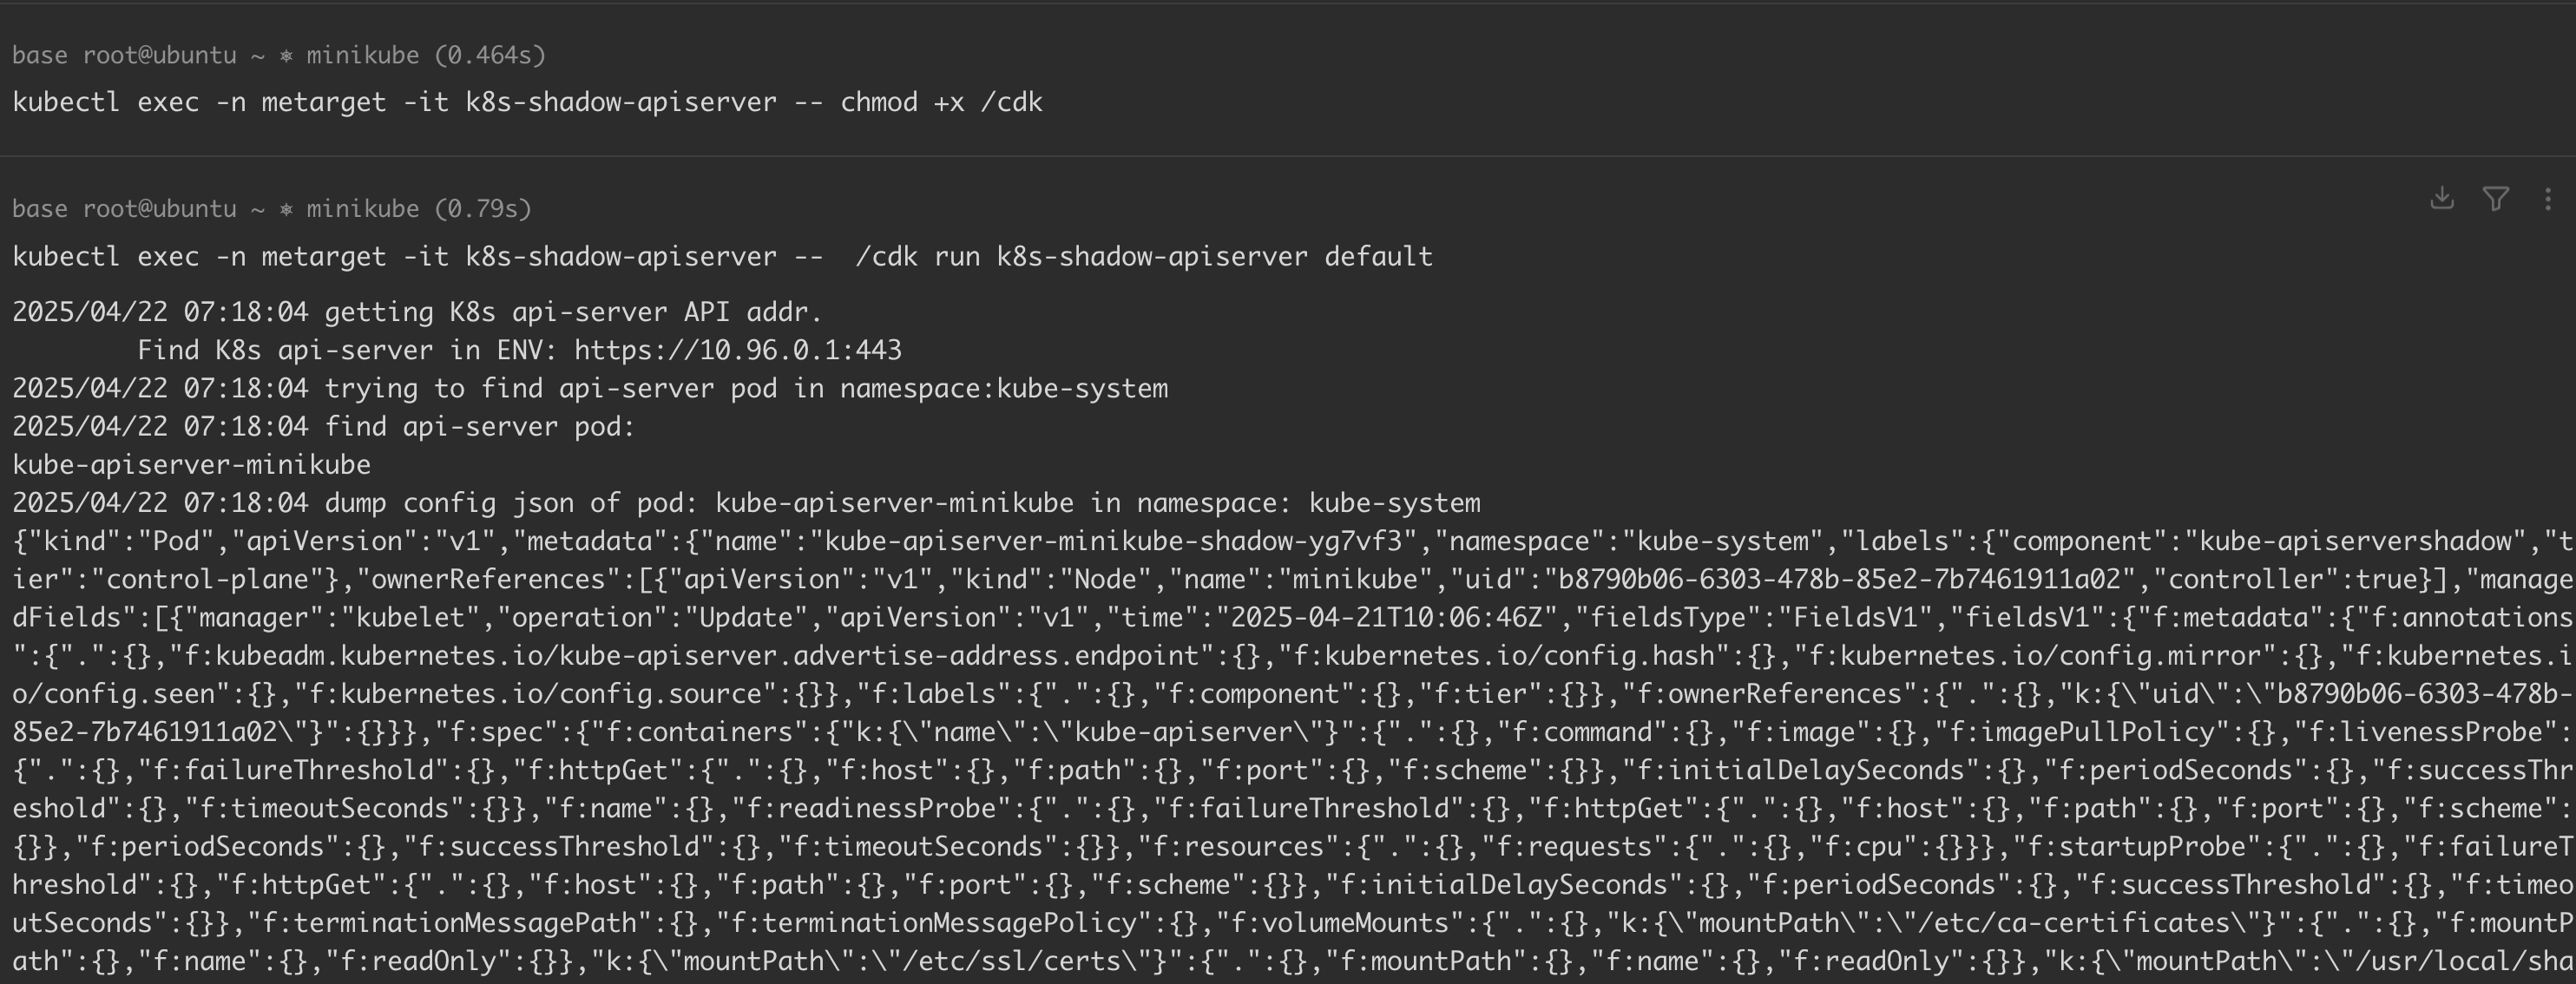 base root@ubuntu ~ ⎈ minikube (0.464s)
kubectl exec -n metarget -it k8s-shadow-apiserver -- chmod +x /cdk
base root@ubuntu ~ ⎈ minikube (0.79s)
kubectl exec -n metarget -it k8s-shadow-apiserver --  /cdk run k8s-shadow-apiserver default
2025/04/22 07:18:04 getting K8s api-server API addr.
        Find K8s api-server in ENV: https://10.96.0.1:443
2025/04/22 07:18:04 trying to find api-server pod in namespace:kube-system
2025/04/22 07:18:04 find api-server pod:
kube-apiserver-minikube
2025/04/22 07:18:04 dump config json of pod: kube-apiserver-minikube in namespace: kube-system
{"kind":"Pod","apiVersion":"v1","metadata":{"name":"kube-apiserver-minikube-shadow-yg7vf3","namespace":"kube-system","labels":{"component":"kube-apiservershadow","t
ier":"control-plane"},"ownerReferences":[{"apiVersion":"v1","kind":"Node","name":"minikube","uid":"b8790b06-6303-478b-85e2-7b7461911a02","controller":true}],"manage
dFields":[{"manager":"kubelet","operation":"Update","apiVersion":"v1","time":"2025-04-21T10:06:46Z","fieldsType":"FieldsV1","fieldsV1":{"f:metadata":{"f:annotations
":{".":{},"f:kubeadm.kubernetes.io/kube-apiserver.advertise-address.endpoint":{},"f:kubernetes.io/config.hash":{},"f:kubernetes.io/config.mirror":{},"f:kubernetes.i
o/config.seen":{},"f:kubernetes.io/config.source":{}},"f:labels":{".":{},"f:component":{},"f:tier":{}},"f:ownerReferences":{".":{},"k:{\"uid\":\"b8790b06-6303-478b-
85e2-7b7461911a02\"}":{}}},"f:spec":{"f:containers":{"k:{\"name\":\"kube-apiserver\"}":{".":{},"f:command":{},"f:image":{},"f:imagePullPolicy":{},"f:livenessProbe":
{".":{},"f:failureThreshold":{},"f:httpGet":{".":{},"f:host":{},"f:path":{},"f:port":{},"f:scheme":{}},"f:initialDelaySeconds":{},"f:periodSeconds":{},"f:successThr
eshold":{},"f:timeoutSeconds":{}},"f:name":{},"f:readinessProbe":{".":{},"f:failureThreshold":{},"f:httpGet":{".":{},"f:host":{},"f:path":{},"f:port":{},"f:scheme":
{}},"f:periodSeconds":{},"f:successThreshold":{},"f:timeoutSeconds":{}},"f:resources":{".":{},"f:requests":{".":{},"f:cpu":{}}},"f:startupProbe":{".":{},"f:failureT
hreshold":{},"f:httpGet":{".":{},"f:host":{},"f:path":{},"f:port":{},"f:scheme":{}},"f:initialDelaySeconds":{},"f:periodSeconds":{},"f:successThreshold":{},"f:timeo
utSeconds":{}},"f:terminationMessagePath":{},"f:terminationMessagePolicy":{},"f:volumeMounts":{".":{},"k:{\"mountPath\":\"/etc/ca-certificates\"}":{".":{},"f:mountP
ath":{},"f:name":{},"f:readOnly":{}},"k:{\"mountPath\":\"/etc/ssl/certs\"}":{".":{},"f:mountPath":{},"f:name":{},"f:readOnly":{}},"k:{\"mountPath\":\"/usr/local/sha